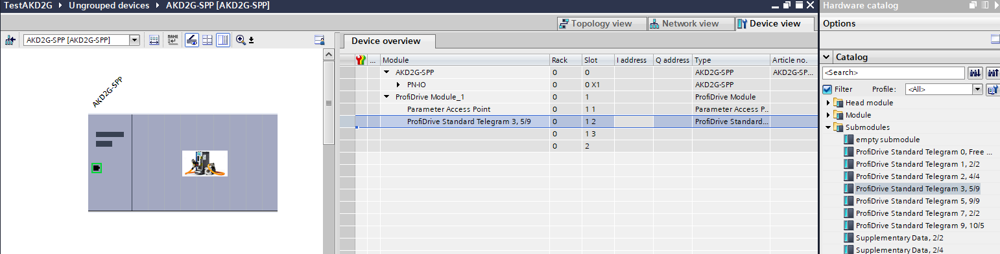 TestAKD2G ▶ Ungrouped devices ▶ AKD2G-SPP [AKD2G-SPP]
Hardware catalog
Options
Topology view Network view Device view
AKD2G-SPP [AKD2G-SPP]
NAME
Device overview
... Module Rack Slot I address Q address Type Article no.
AKD2G-SPP 0 0 AKD2G-SPP AKD2G-SP...
PN-IO 0 0 X1 AKD2G-SPP
ProfiDrive Module_1 0 1 ProfiDrive Module
Parameter Access Point 0 1 1 Parameter Access P..
ProfiDrive Standard Telegram 3, 5/9 0 1 2 ProfiDrive Standard...
0 1 3
0 2
AKD2G-SPP
Catalog
<Search>
Filter Profile: <All>
Head module
Module
Submodules
empty submodule
ProfiDrive Standard Telegram 0, Free ...
ProfiDrive Standard Telegram 1, 2/2
ProfiDrive Standard Telegram 2, 4/4
ProfiDrive Standard Telegram 3, 5/9
ProfiDrive Standard Telegram 5, 9/9
ProfiDrive Standard Telegram 7, 2/2
ProfiDrive Standard Telegram 9, 10/5
Supplementary Data, 2/2
Supplementary Data, 2/4